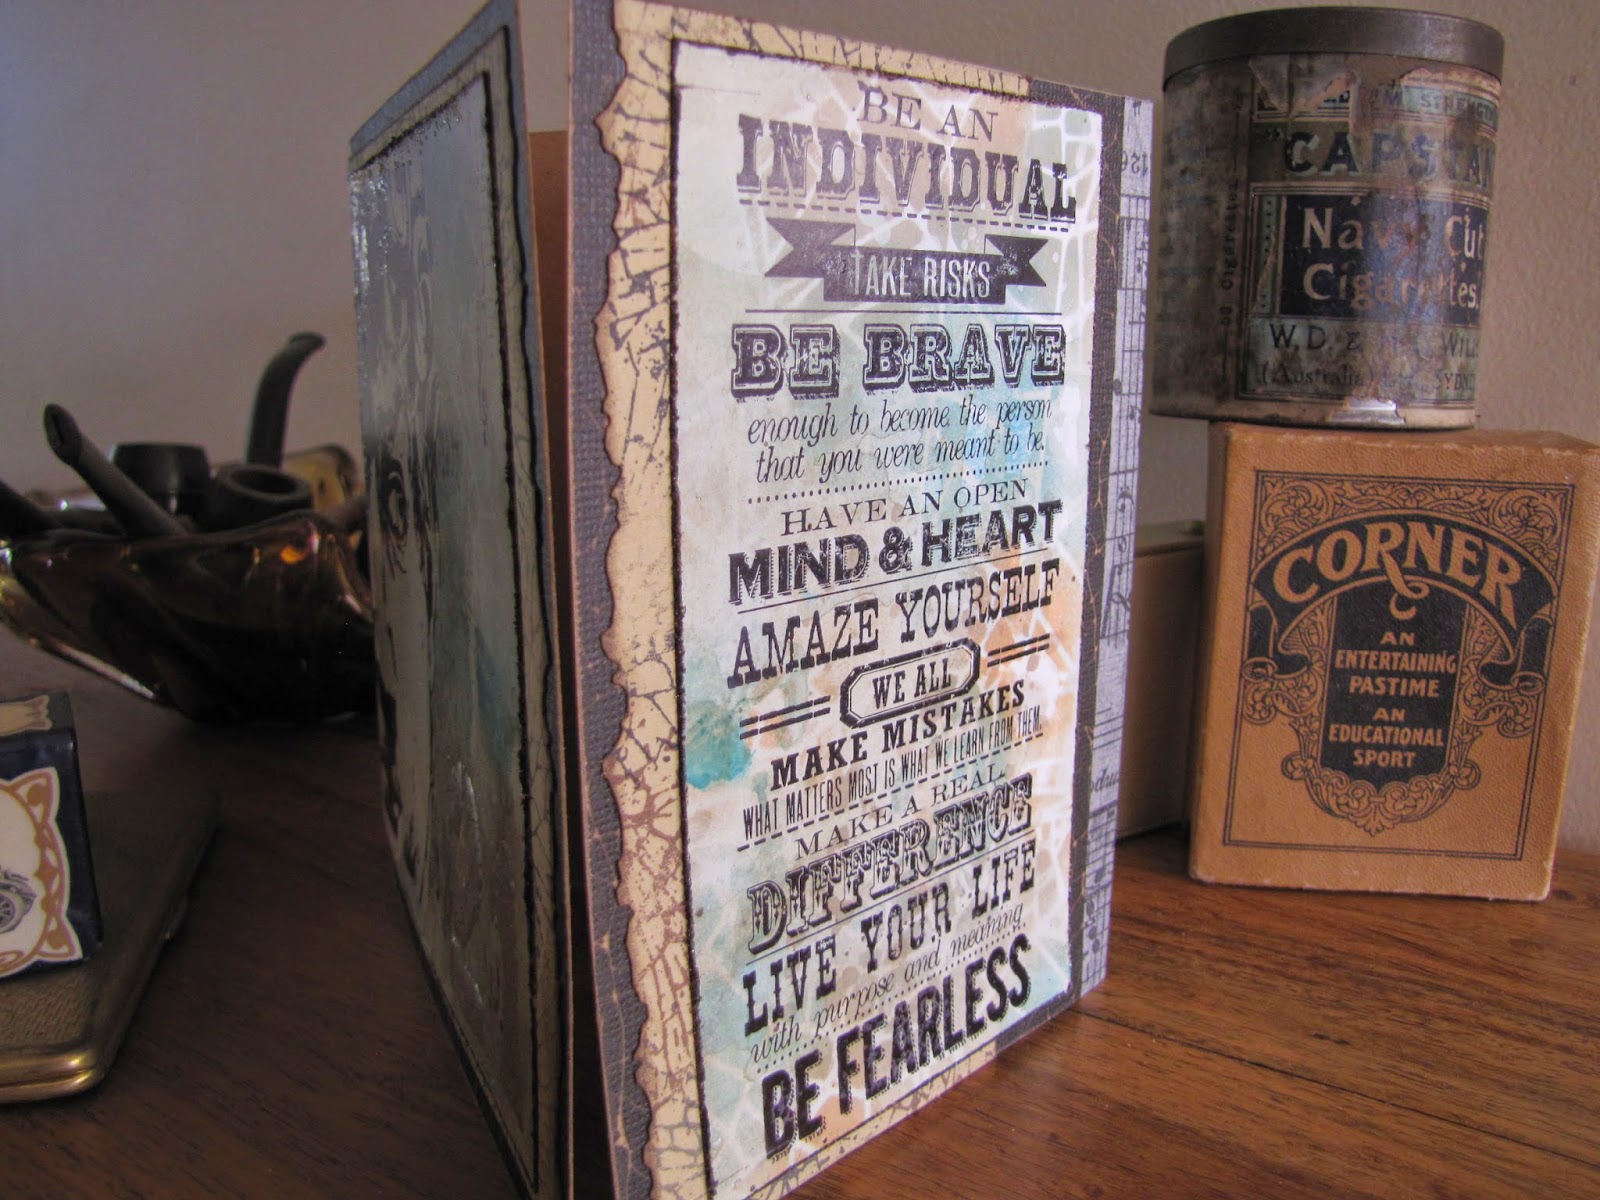 BE AN
INDIVIDUAL
TAKE RISKS
BE BRAVE
enough to become the person
that you were meant to be.
HAVE AN OPEN
MIND & HEART
AMAZE YOURSELF
WE ALL
MAKE MISTAKES
WHAT MATTERS MOST IS WHAT WE LEARN FROM THEM.
MAKE A REAL
DIFFERENCE
LIVE YOUR LIFE
with purpose and meaning
BE FEARLESS
"CAPSTAN
Navy Cut
Cigarettes.
W. D. &
(Australia)
50 Cigarettes
CORNER
AN
ENTERTAINING
PASTIME
AN
EDUCATIONAL
SPORT